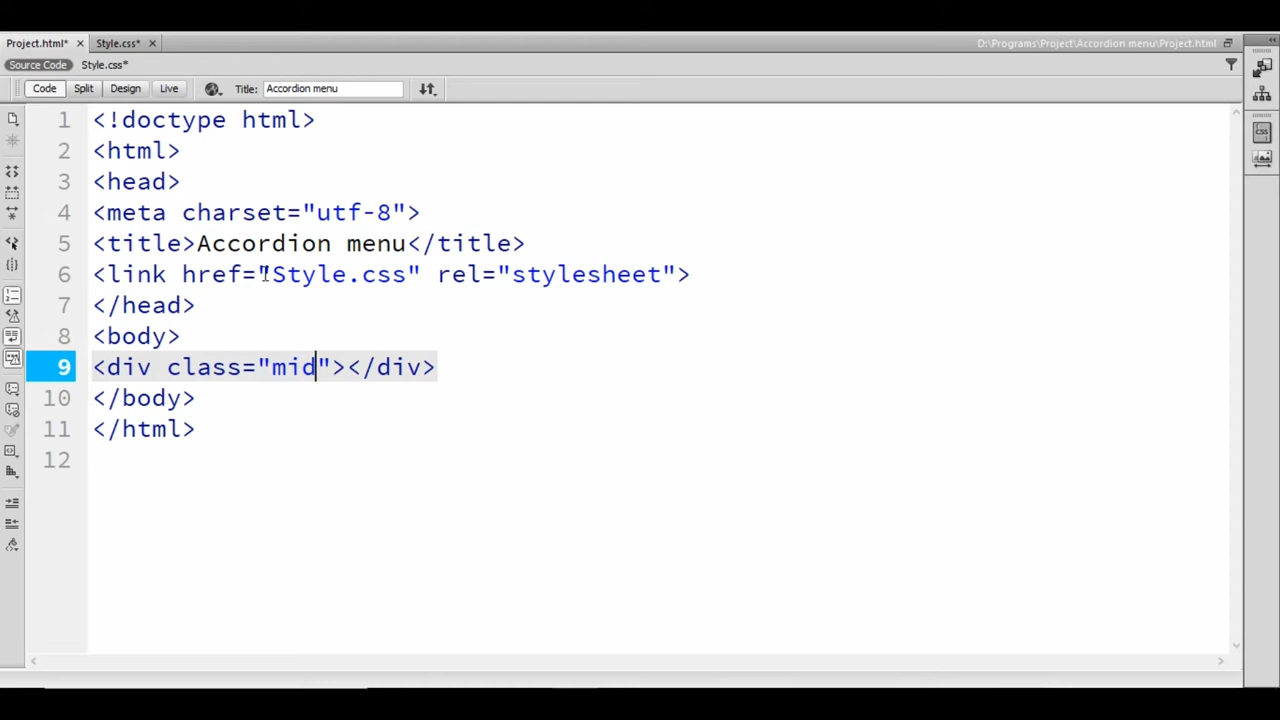 Project.html* × Style.css* × D:\Programs\Project\Accordion menu\Project.html
Source Code Style.css*
Code Split Design Live Title: Accordion menu
1 <!doctype html>
2 <html>
3 <head>
4 <meta charset="utf-8">
5 <title>Accordion menu</title>
6 <link href="Style.css" rel="stylesheet">
7 </head>
8 <body>
9 <div class="mid"></div>
10 </body>
11 </html>
12
CSS